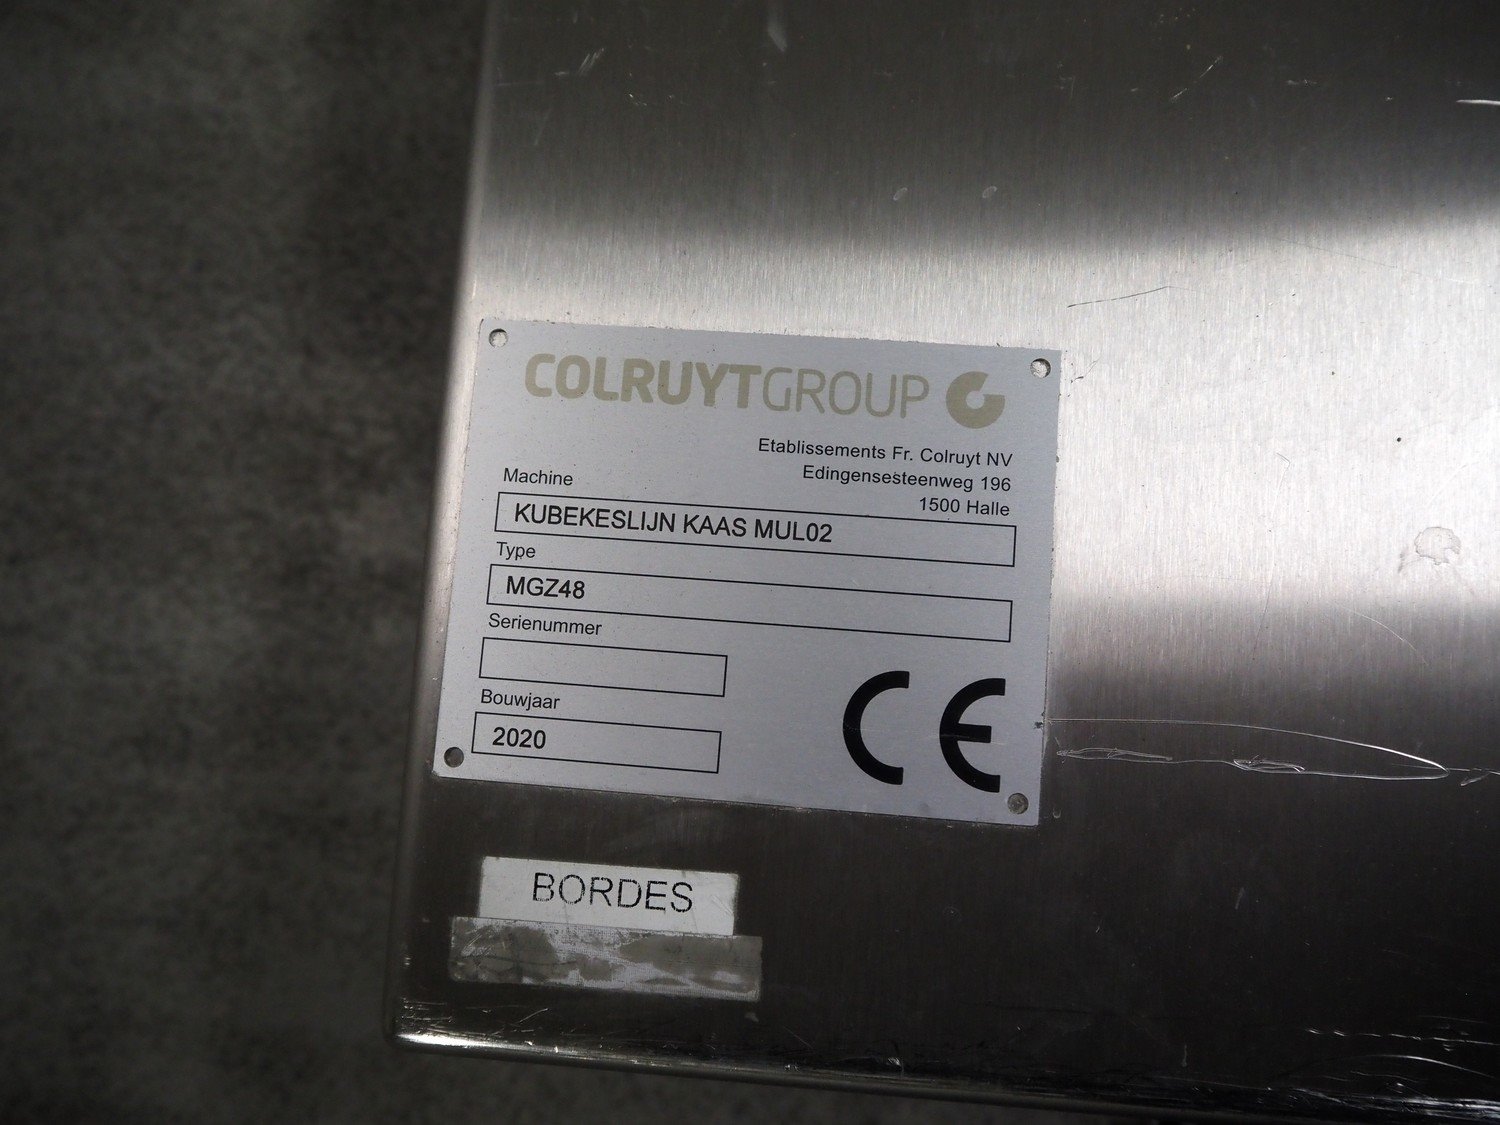 COLRUYTGROUP
Etablissements Fr. Colruyt NV
Edingensesteenweg 196
1500 Halle
Machine
KUBEKESLIJN KAAS MUL02
Type
MGZ48
Serienummer
Bouwjaar
2020
CE
BORDES